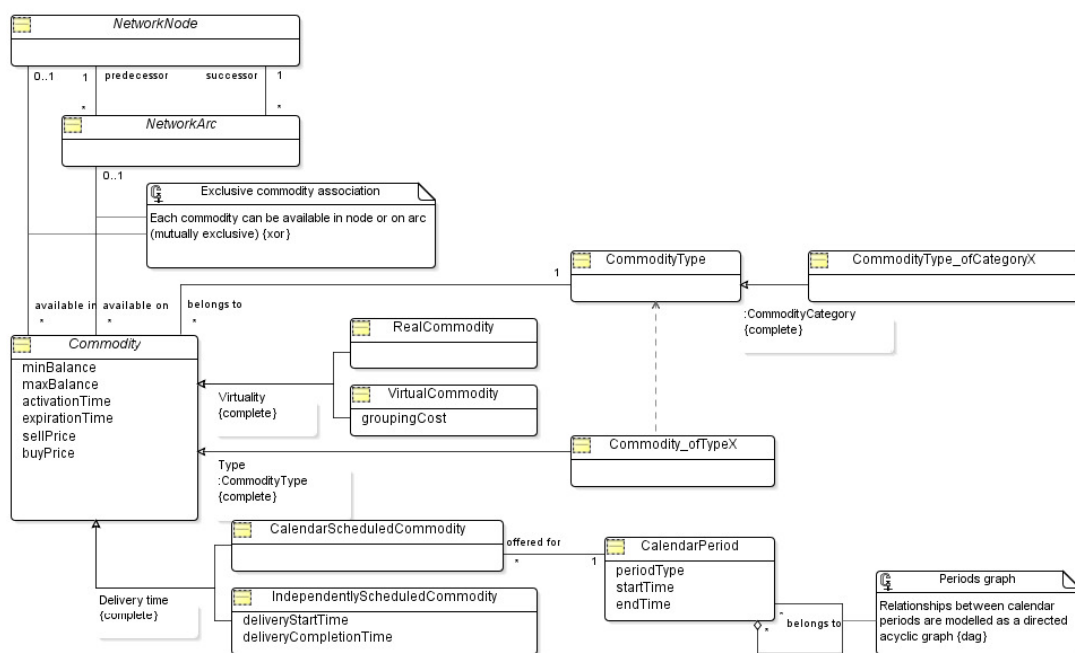 NetworkNode
0..1
1
predecessor
successor
1
*
*
NetworkArc
0..1
Exclusive commodity association
Each commodity can be available in node or on arc
(mutually exclusive) {xor}
CommodityType
CommodityType_ofCategoryX
1
:CommodityCategory
{complete}
available in
available on
belongs to
*
*
*
Commodity
minBalance
maxBalance
activationTime
expirationTime
sellPrice
buyPrice
RealCommodity
VirtualCommodity
groupingCost
Virtuality
{complete}
Commodity_ofTypeX
Type
:CommodityType
{complete}
CalendarScheduledCommodity
offered for
*
1
CalendarPeriod
periodType
startTime
endTime
Delivery time
{complete}
IndependentlyScheduledCommodity
deliveryStartTime
deliveryCompletionTime
*
*
belongs to
Periods graph
Relationships between calendar
periods are modelled as a directed
acyclic graph {dag}